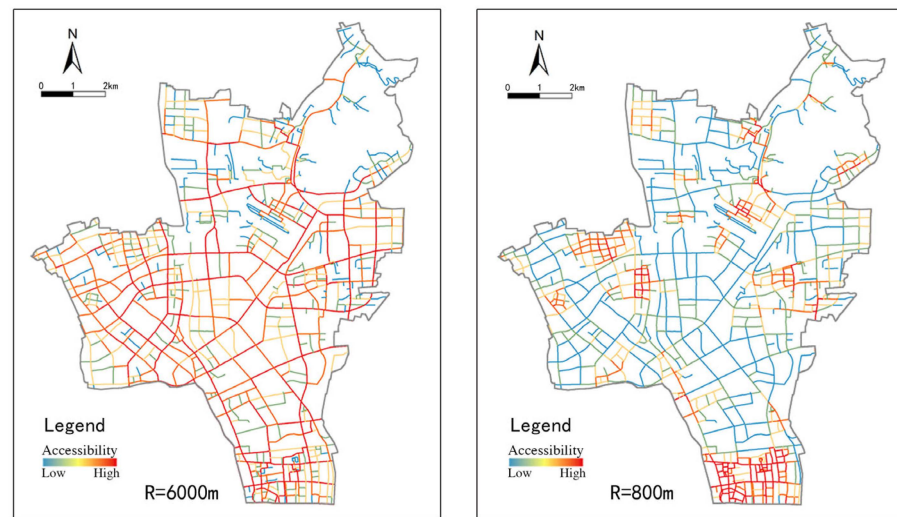 N
0 1 2km
Legend
Accessibility
Low High
R=6000m
N
0 1 2km
Legend
Accessibility
Low High
R=800m